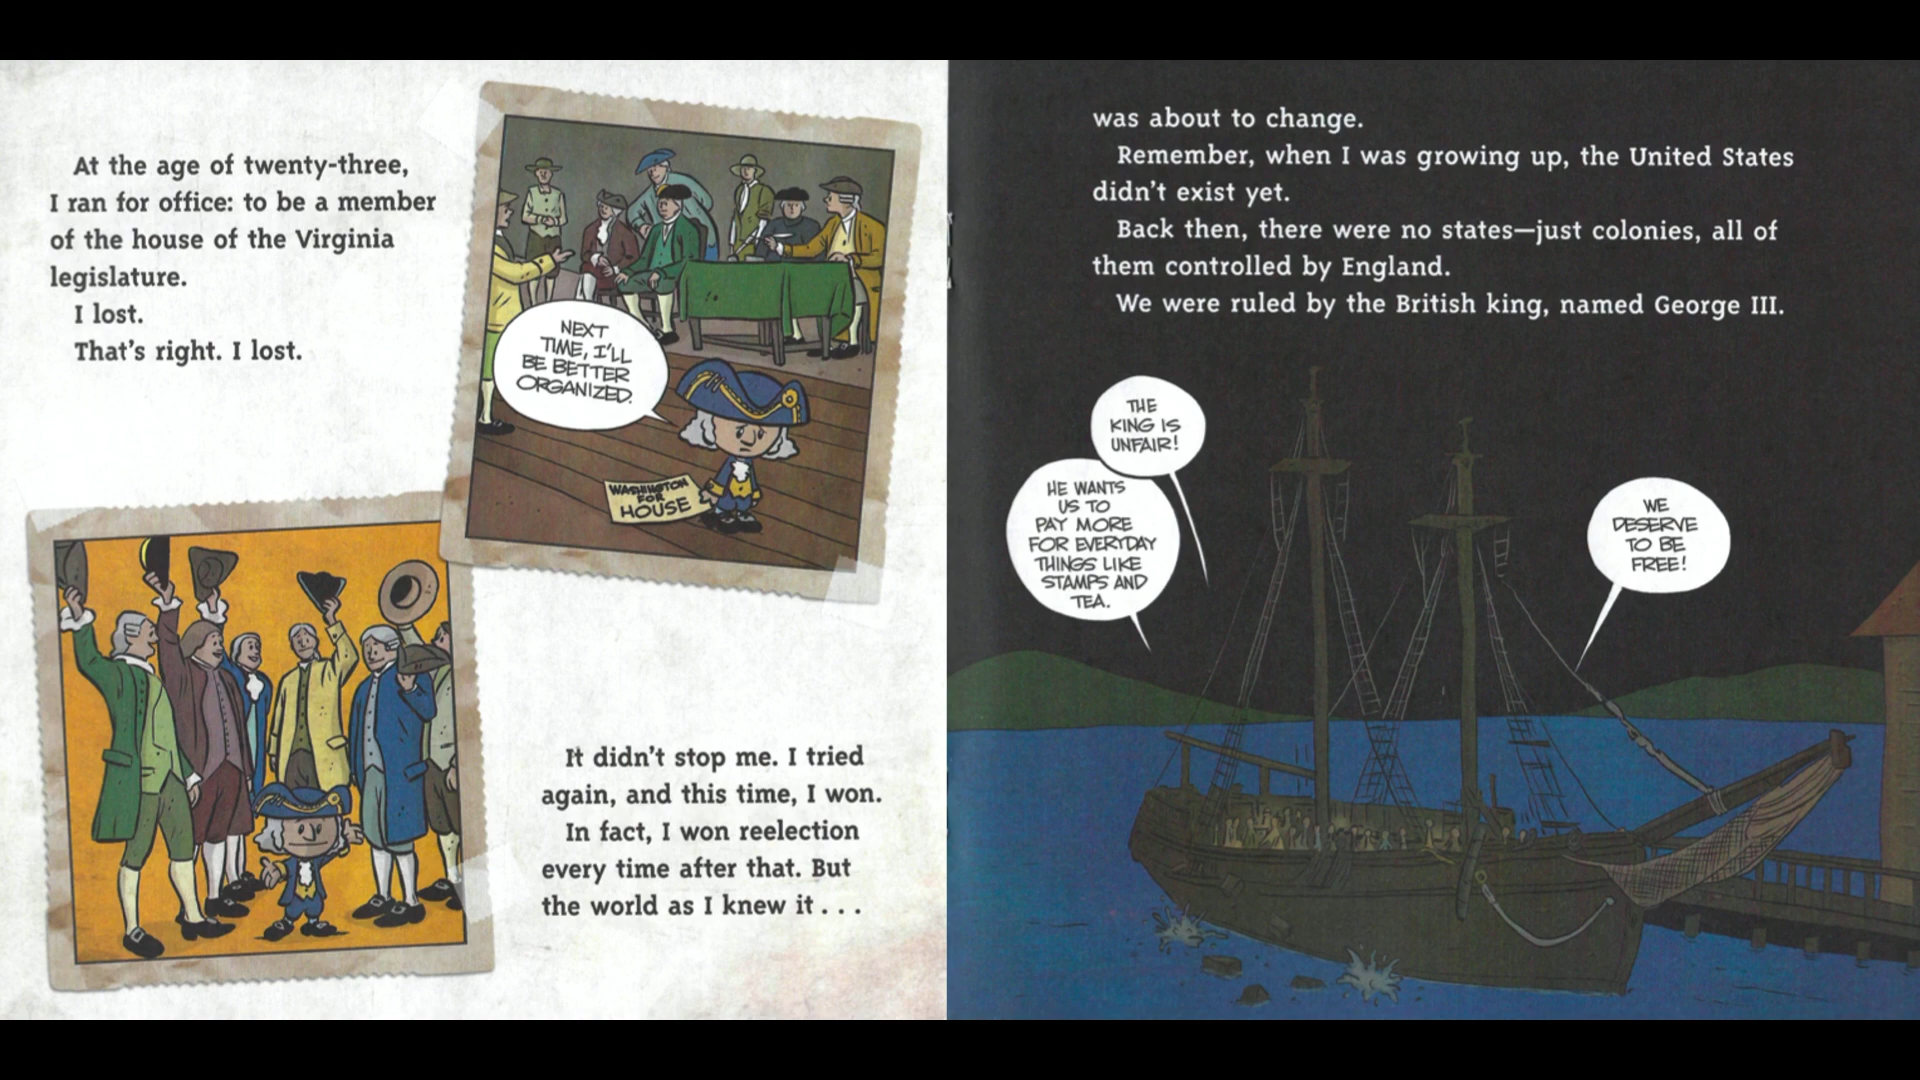 At the age of twenty-three,
I ran for office: to be a member
of the house of the Virginia
legislature.
I lost.
That's right. I lost.
NEXT
TIME, I'LL
BE BETTER
ORGANIZED.
WASHINGTON
FOR
HOUSE
It didn't stop me. I tried
again, and this time, I won.
In fact, I won reelection
every time after that. But
the world as I knew it . . .
was about to change.
Remember, when I was growing up, the United States
didn't exist yet.
Back then, there were no states—just colonies, all of
them controlled by England.
We were ruled by the British king, named George III.
THE
KING IS
UNFAIR!
HE WANTS
US TO
PAY MORE
FOR EVERYDAY
THINGS LIKE
STAMPS AND
TEA.
WE
DESERVE
TO BE
FREE!